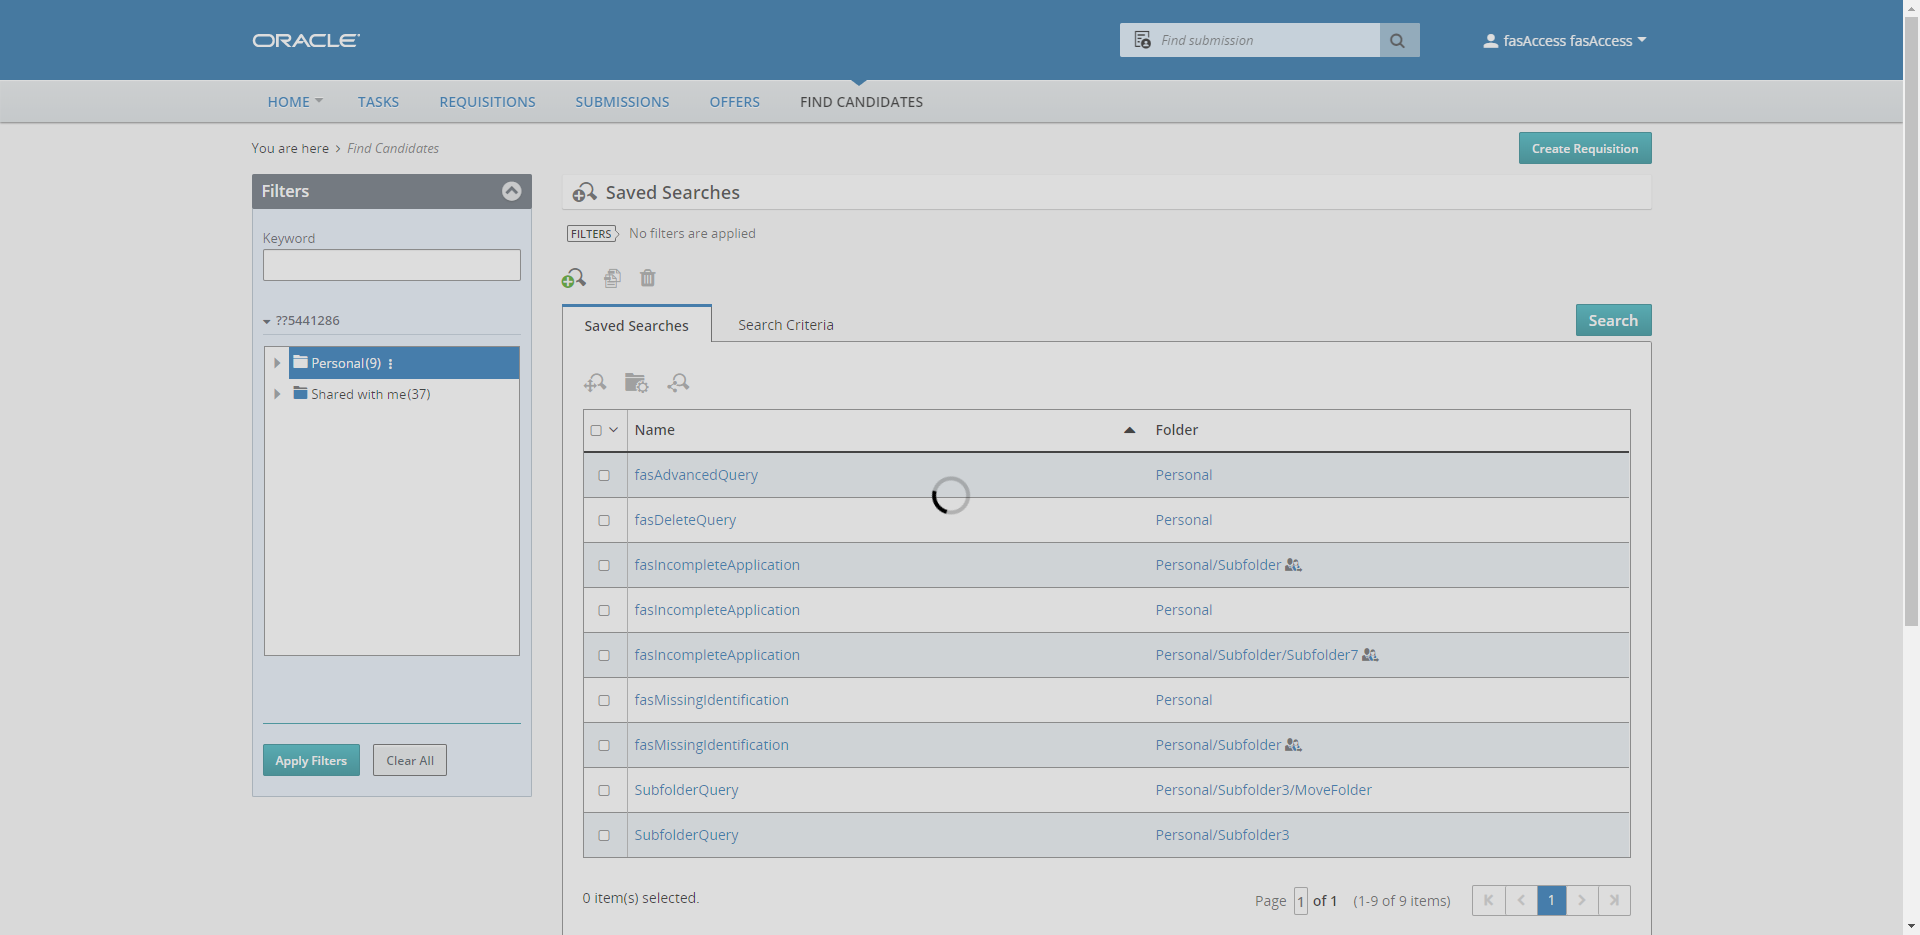 ORACLE
Find submission
fasAccess fasAccess
HOME TASKS REQUISITIONS SUBMISSIONS OFFERS FIND CANDIDATES
You are here > Find Candidates
Create Requisition
Filters
Keyword
??5441286
Personal(9)
Shared with me(37)
Apply Filters Clear All
Saved Searches
FILTERS No filters are applied
Saved Searches Search Criteria Search
Name Folder
fasAdvancedQuery Personal
fasDeleteQuery Personal
fasIncompleteApplication Personal/Subfolder
fasIncompleteApplication Personal
fasIncompleteApplication Personal/Subfolder/Subfolder7
fasMissingIdentification Personal
fasMissingIdentification Personal/Subfolder
SubfolderQuery Personal/Subfolder3/MoveFolder
SubfolderQuery Personal/Subfolder3
0 item(s) selected.
Page 1 of 1 (1-9 of 9 items) 1